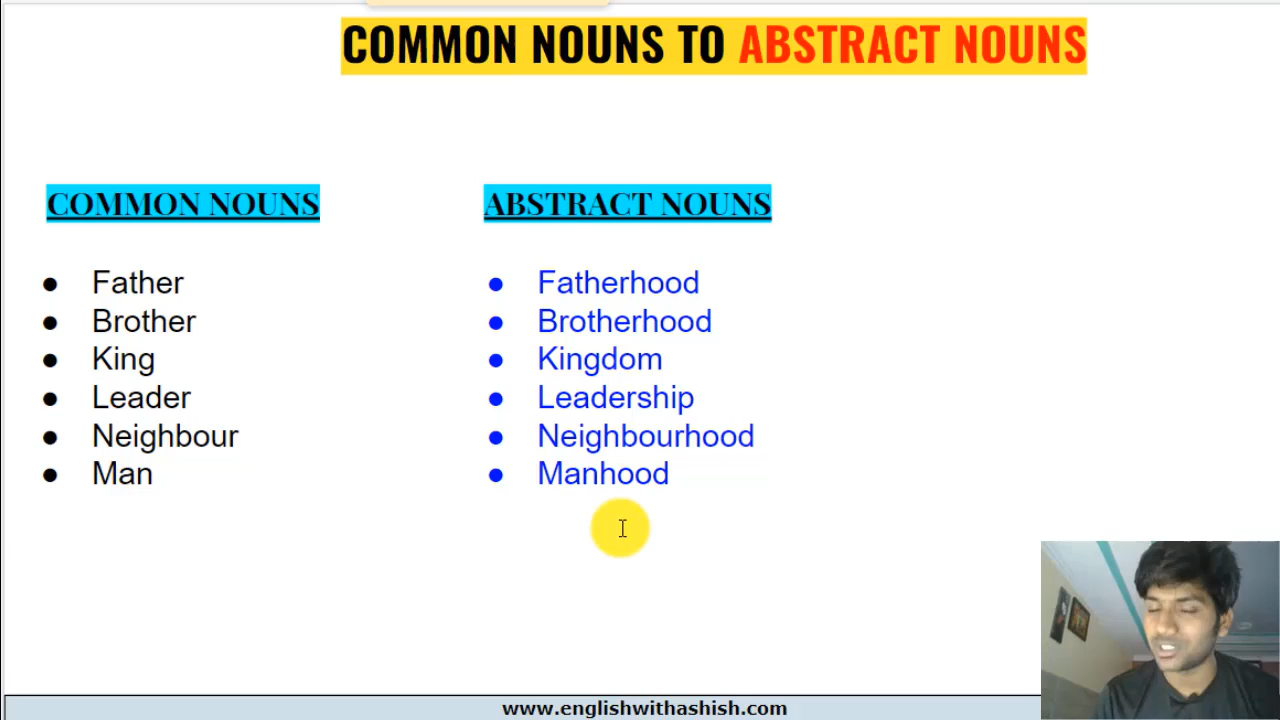 COMMON NOUNS TO ABSTRACT NOUNS
COMMON NOUNS
● Father
● Brother
● King
● Leader
● Neighbour
● Man
ABSTRACT NOUNS
● Fatherhood
● Brotherhood
● Kingdom
● Leadership
● Neighbourhood
● Manhood
www.englishwithashish.com